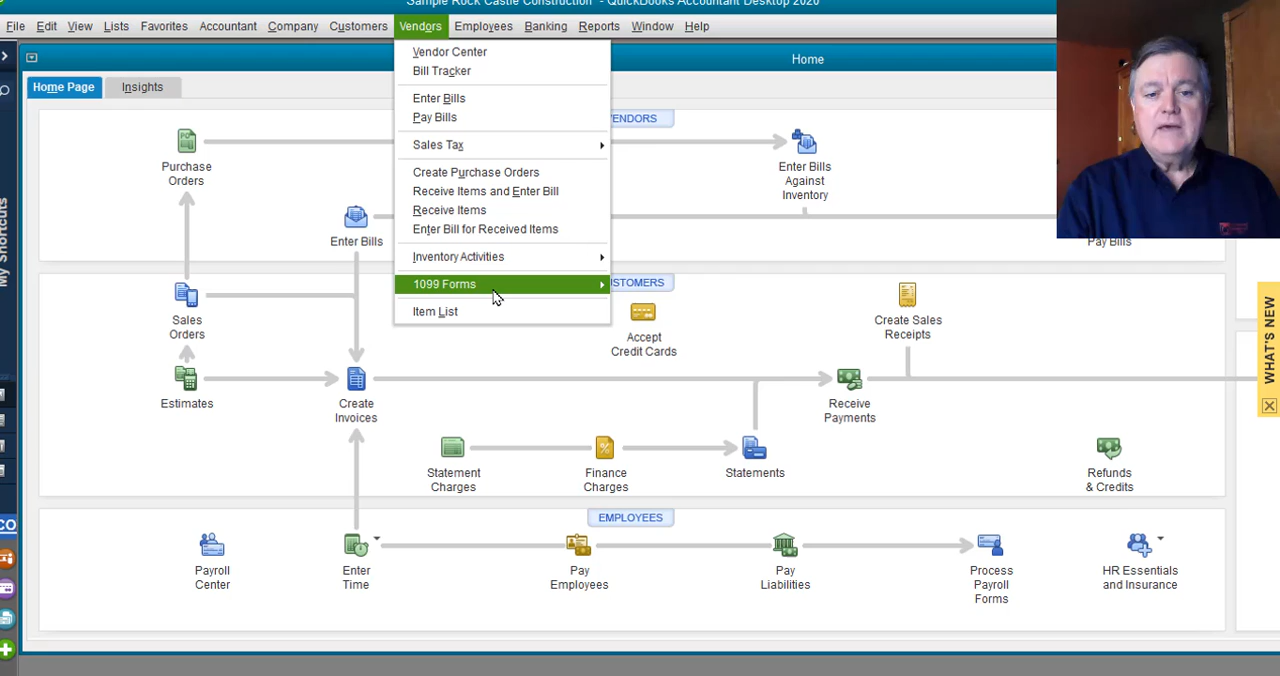 Sample Rock Castle Construction - QuickBooks Accountant Desktop 2020
File Edit View Lists Favorites Accountant Company Customers Vendors Employees Banking Reports Window Help
Home
Home Page Insights
Vendor Center
Bill Tracker
Enter Bills
Pay Bills
Sales Tax
Create Purchase Orders
Receive Items and Enter Bill
Receive Items
Enter Bill for Received Items
Inventory Activities
1099 Forms
Item List
VENDORS
Purchase
Orders
Enter Bills
Enter Bills
Against
Inventory
Pay Bills
My Shortcuts
CUSTOMERS
Sales
Orders
Accept
Credit Cards
Create Sales
Receipts
Estimates
Create
Invoices
Receive
Payments
Statement
Charges
Finance
Charges
Statements
Refunds
& Credits
WHAT'S NEW
EMPLOYEES
CO
Payroll
Center
Enter
Time
Pay
Employees
Pay
Liabilities
Process
Payroll
Forms
HR Essentials
and Insurance